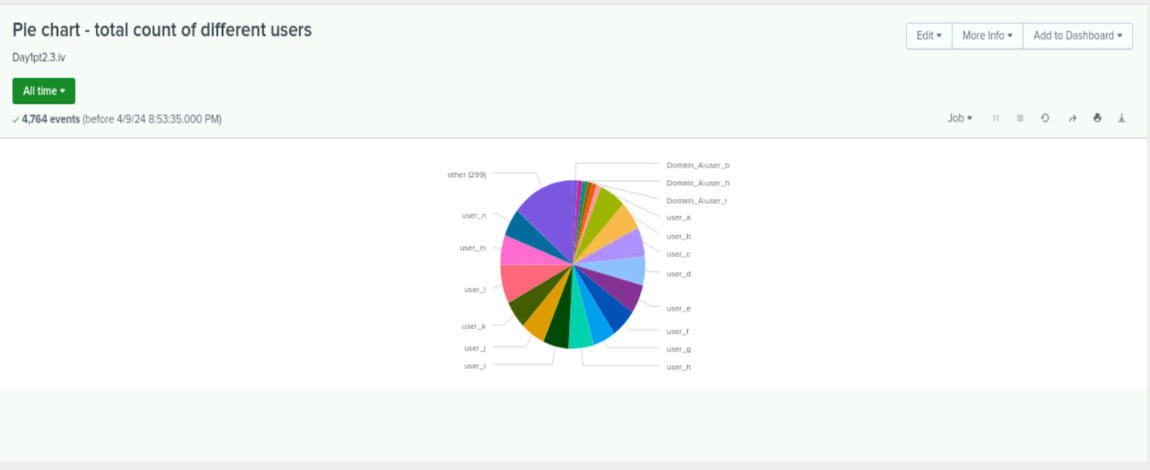 Pie chart - total count of different users
Edit
More Info
Add to Dashboard
Day1pt2.3.iv
All time
4,764 events (before 4/9/24 8:53:35.000 PM)
Job
other (299)
user_n
user_m
user_l
user_k
user_j
user_i
Domain_A\user_b
Domain_A\user_h
Domain_A\user_i
user_a
user_b
user_c
user_d
user_e
user_f
user_g
user_h